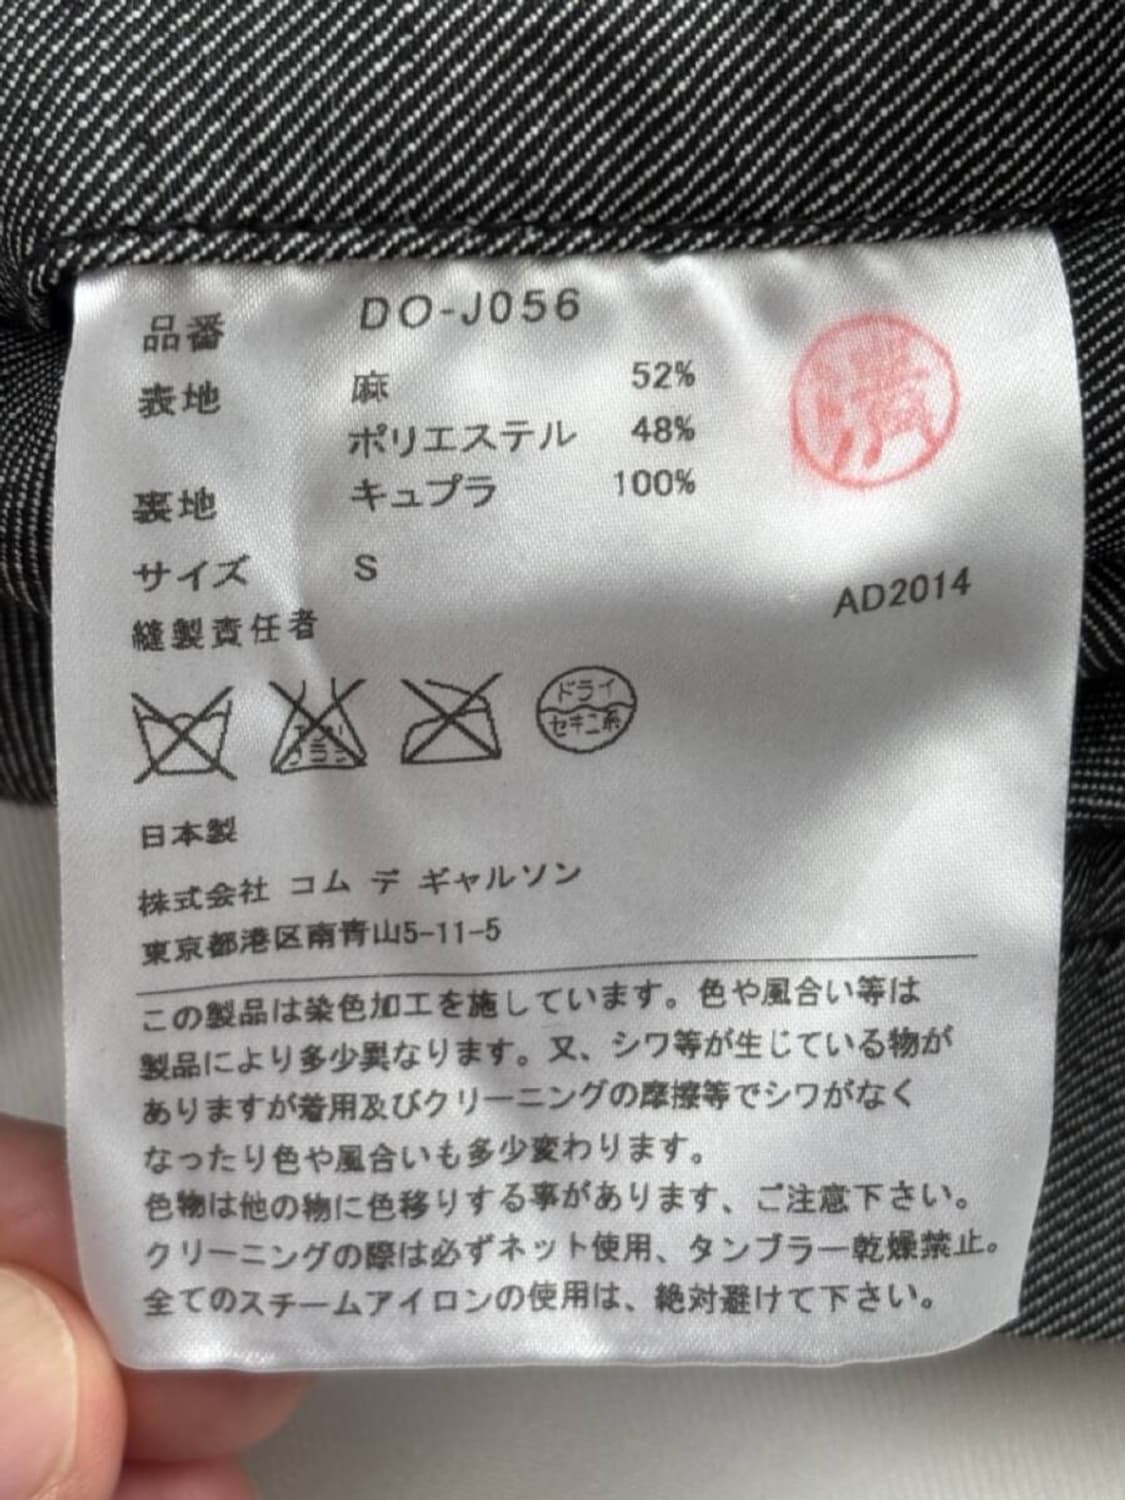 品番 DO-J056
表地 麻 52%
ポリエステル 48%
裏地 キュプラ 100%
サイズ S
縫製責任者
AD2014
エンソ
ドライ
セキユ系
日本製
株式会社 コム デ ギャルソン
東京都港区南青山5-11-5
この製品は染色加工を施しています。色や風合い等は
製品により多少異なります。又、シワ等が生じている物が
ありますが着用及びクリーニングの摩擦等でシワがなく
なったり色や風合いも多少変わります。
色物は他の物に色移りする事があります、ご注意下さい。
クリーニングの際は必ずネット使用、タンブラー乾燥禁止。
全てのスチームアイロンの使用は、絶対避けて下さい。